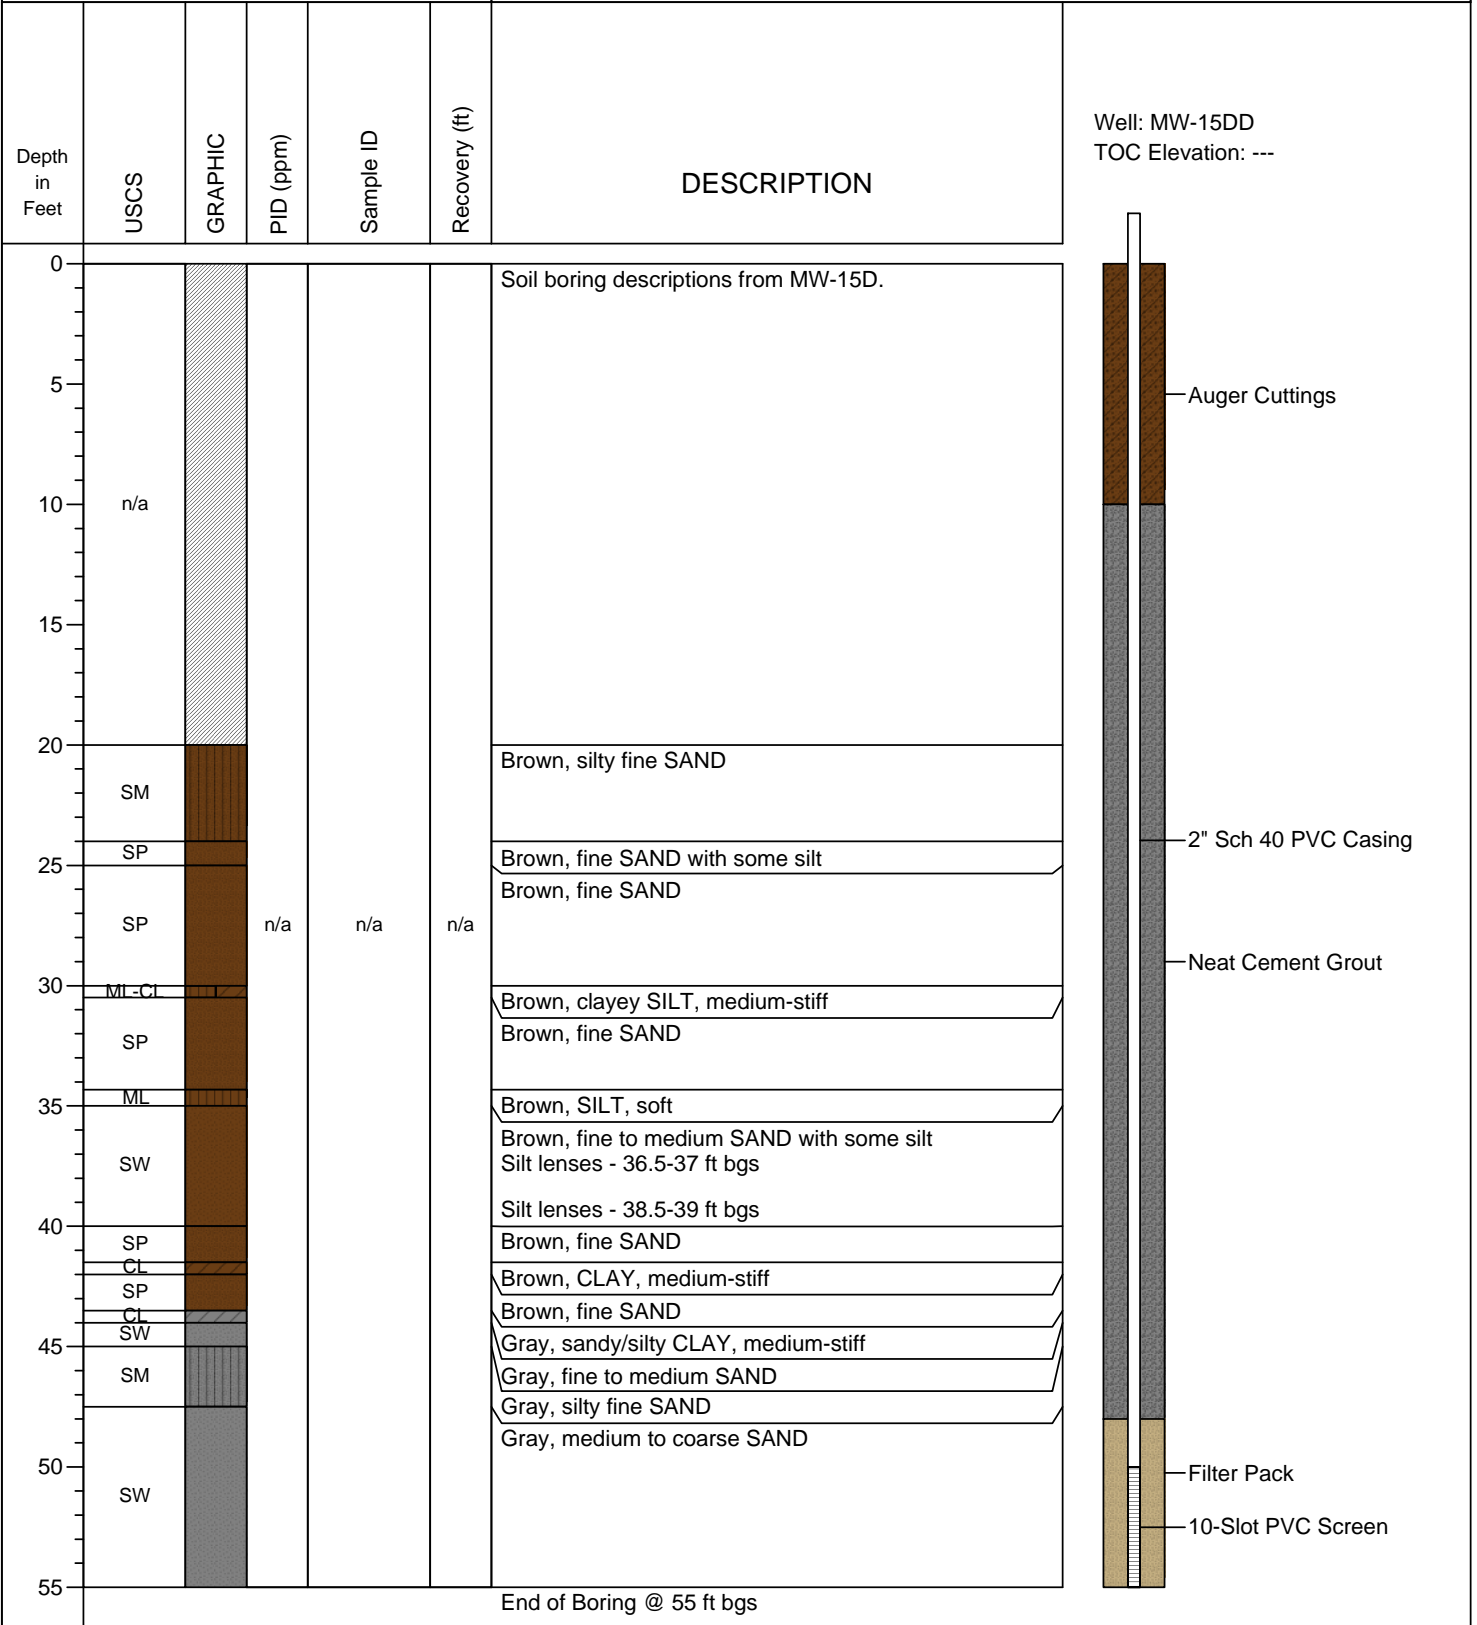 Depth
in
Feet
USCS
GRAPHIC
PID (ppm)
Sample ID
Recovery (ft)
DESCRIPTION
Well: MW-15DD
TOC Elevation: ---
0
Soil boring descriptions from MW-15D.
5
Auger Cuttings
10
n/a
15
20
Brown, silty fine SAND
SM
2" Sch 40 PVC Casing
SP
Brown, fine SAND with some silt
25
Brown, fine SAND
SP
n/a
n/a
n/a
Neat Cement Grout
30
ML-CL
Brown, clayey SILT, medium-stiff
Brown, fine SAND
SP
ML
35
Brown, SILT, soft
Brown, fine to medium SAND with some silt
SW
Silt lenses - 36.5-37 ft bgs
Silt lenses - 38.5-39 ft bgs
40
SP
Brown, fine SAND
CL
Brown, CLAY, medium-stiff
SP
Brown, fine SAND
CL
SW
Gray, sandy/silty CLAY, medium-stiff
45
SM
Gray, fine to medium SAND
Gray, silty fine SAND
Gray, medium to coarse SAND
50
Filter Pack
SW
10-Slot PVC Screen
55
End of Boring @ 55 ft bgs